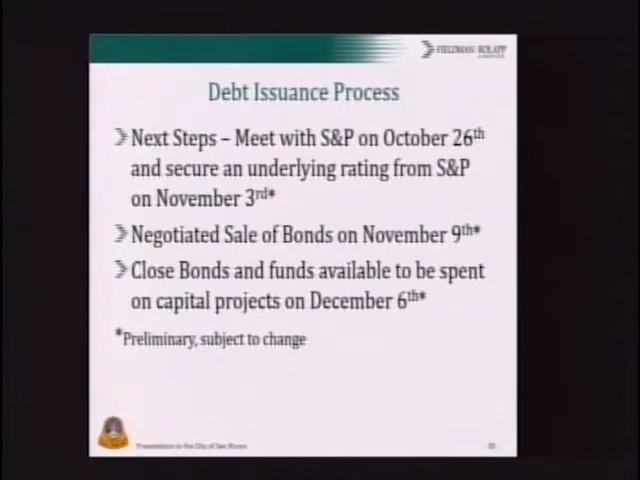 FIELDMAN ROLAPP
Debt Issuance Process
Next Steps – Meet with S&P on October 26th
and secure an underlying rating from S&P
on November 3rd*
Negotiated Sale of Bonds on November 9th*
Close Bonds and funds available to be spent
on capital projects on December 6th*
*Preliminary, subject to change
Presentation to the City of San Bruno